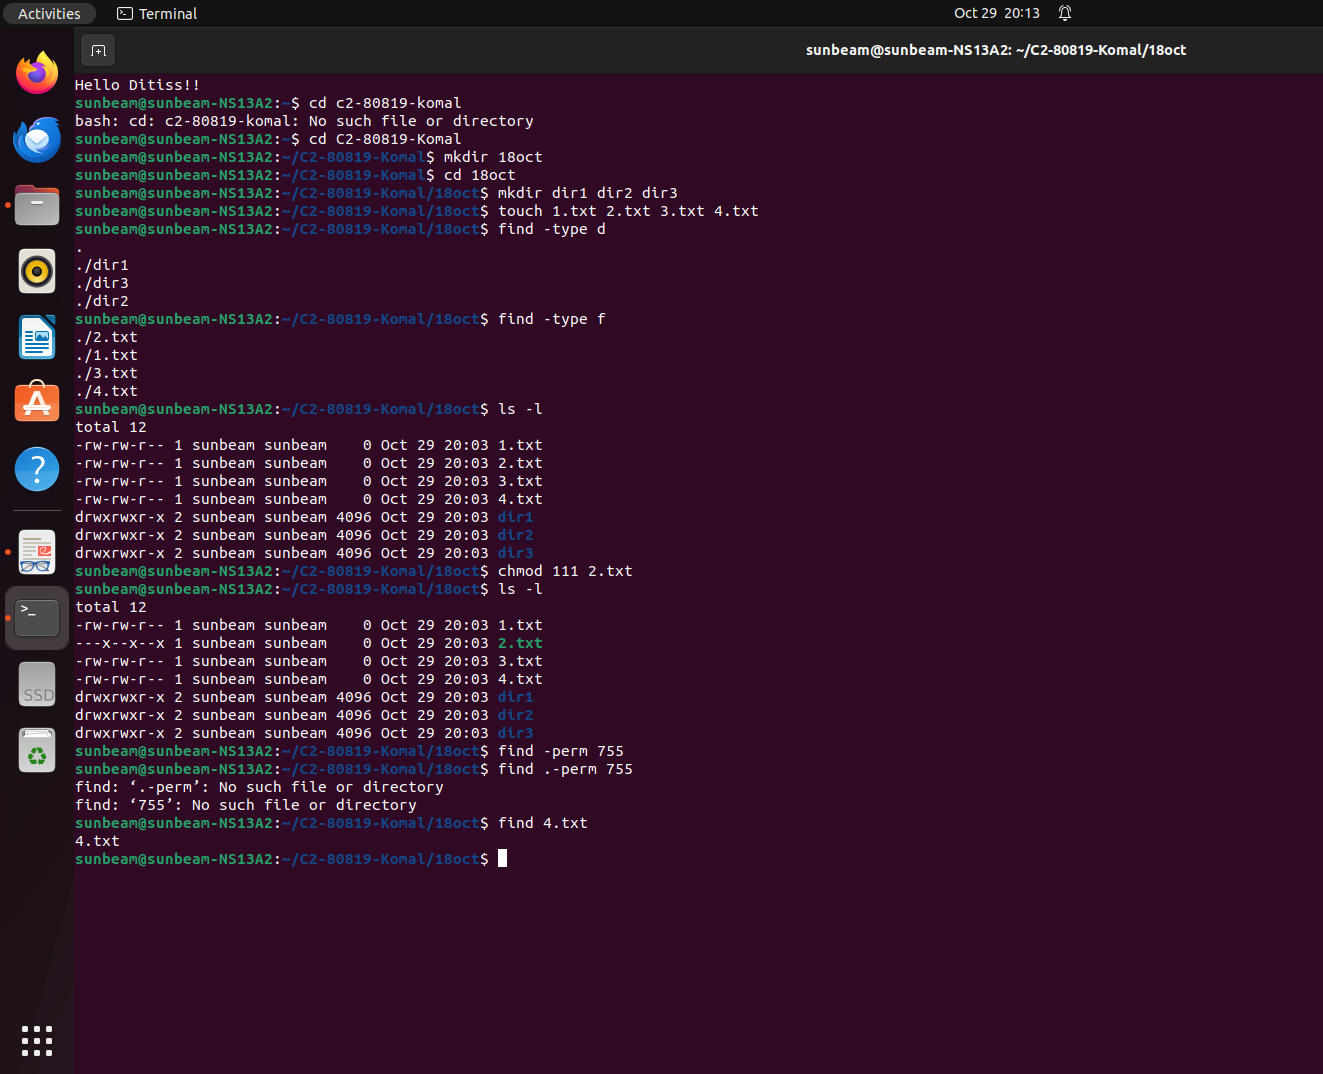 Activities
Terminal
Oct 29 20:13
sunbeam@sunbeam-NS13A2: ~/C2-80819-Komal/18oct
Hello Ditiss!!
sunbeam@sunbeam-NS13A2:~$ cd c2-80819-komal
bash: cd: c2-80819-komal: No such file or directory
sunbeam@sunbeam-NS13A2:~$ cd C2-80819-Komal
sunbeam@sunbeam-NS13A2:~/C2-80819-Komal$ mkdir 18oct
sunbeam@sunbeam-NS13A2:~/C2-80819-Komal$ cd 18oct
sunbeam@sunbeam-NS13A2:~/C2-80819-Komal/18oct$ mkdir dir1 dir2 dir3
sunbeam@sunbeam-NS13A2:~/C2-80819-Komal/18oct$ touch 1.txt 2.txt 3.txt 4.txt
sunbeam@sunbeam-NS13A2:~/C2-80819-Komal/18oct$ find -type d
.
./dir1
./dir3
./dir2
sunbeam@sunbeam-NS13A2:~/C2-80819-Komal/18oct$ find -type f
./2.txt
./1.txt
./3.txt
./4.txt
sunbeam@sunbeam-NS13A2:~/C2-80819-Komal/18oct$ ls -l
total 12
-rw-rw-r-- 1 sunbeam sunbeam    0 Oct 29 20:03 1.txt
-rw-rw-r-- 1 sunbeam sunbeam    0 Oct 29 20:03 2.txt
-rw-rw-r-- 1 sunbeam sunbeam    0 Oct 29 20:03 3.txt
-rw-rw-r-- 1 sunbeam sunbeam    0 Oct 29 20:03 4.txt
drwxrwxr-x 2 sunbeam sunbeam 4096 Oct 29 20:03 dir1
drwxrwxr-x 2 sunbeam sunbeam 4096 Oct 29 20:03 dir2
drwxrwxr-x 2 sunbeam sunbeam 4096 Oct 29 20:03 dir3
sunbeam@sunbeam-NS13A2:~/C2-80819-Komal/18oct$ chmod 111 2.txt
sunbeam@sunbeam-NS13A2:~/C2-80819-Komal/18oct$ ls -l
total 12
-rw-rw-r-- 1 sunbeam sunbeam    0 Oct 29 20:03 1.txt
---x--x--x 1 sunbeam sunbeam    0 Oct 29 20:03 2.txt
-rw-rw-r-- 1 sunbeam sunbeam    0 Oct 29 20:03 3.txt
-rw-rw-r-- 1 sunbeam sunbeam    0 Oct 29 20:03 4.txt
drwxrwxr-x 2 sunbeam sunbeam 4096 Oct 29 20:03 dir1
drwxrwxr-x 2 sunbeam sunbeam 4096 Oct 29 20:03 dir2
drwxrwxr-x 2 sunbeam sunbeam 4096 Oct 29 20:03 dir3
sunbeam@sunbeam-NS13A2:~/C2-80819-Komal/18oct$ find -perm 755
sunbeam@sunbeam-NS13A2:~/C2-80819-Komal/18oct$ find .-perm 755
find: ‘.-perm’: No such file or directory
find: ‘755’: No such file or directory
sunbeam@sunbeam-NS13A2:~/C2-80819-Komal/18oct$ find 4.txt
4.txt
sunbeam@sunbeam-NS13A2:~/C2-80819-Komal/18oct$
SSD